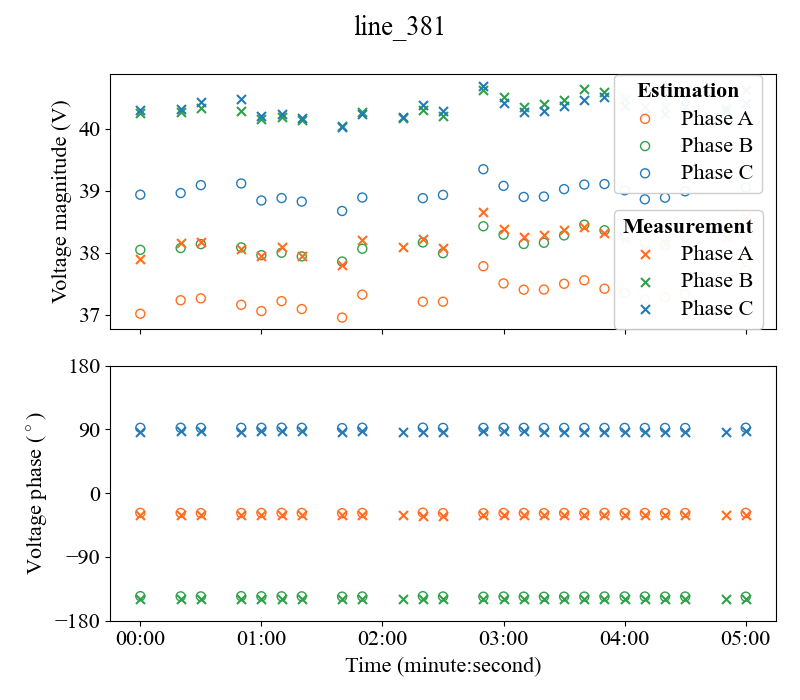 line_381
Voltage magnitude (V)
40
39
38
37
Estimation
Phase A
Phase B
Phase C
Measurement
Phase A
Phase B
Phase C
Voltage phase (°)
180
90
0
−90
−180
00:00 01:00 02:00 03:00 04:00 05:00
Time (minute:second)